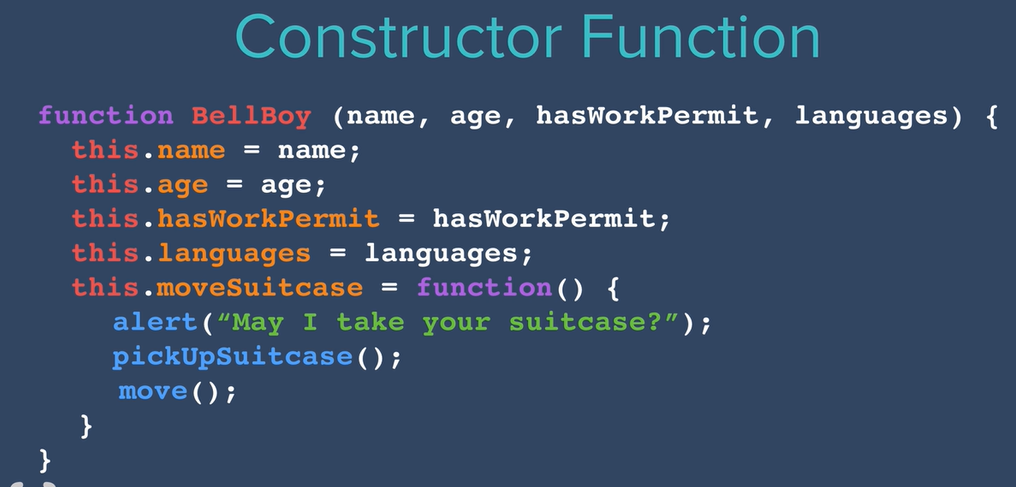 Constructor Function
function BellBoy (name, age, hasWorkPermit, languages) {
this.name = name;
this.age = age;
this.hasWorkPermit = hasWorkPermit;
this.languages = languages;
this.moveSuitcase = function() {
alert(“May I take your suitcase?”);
pickUpSuitcase();
move();
}
}